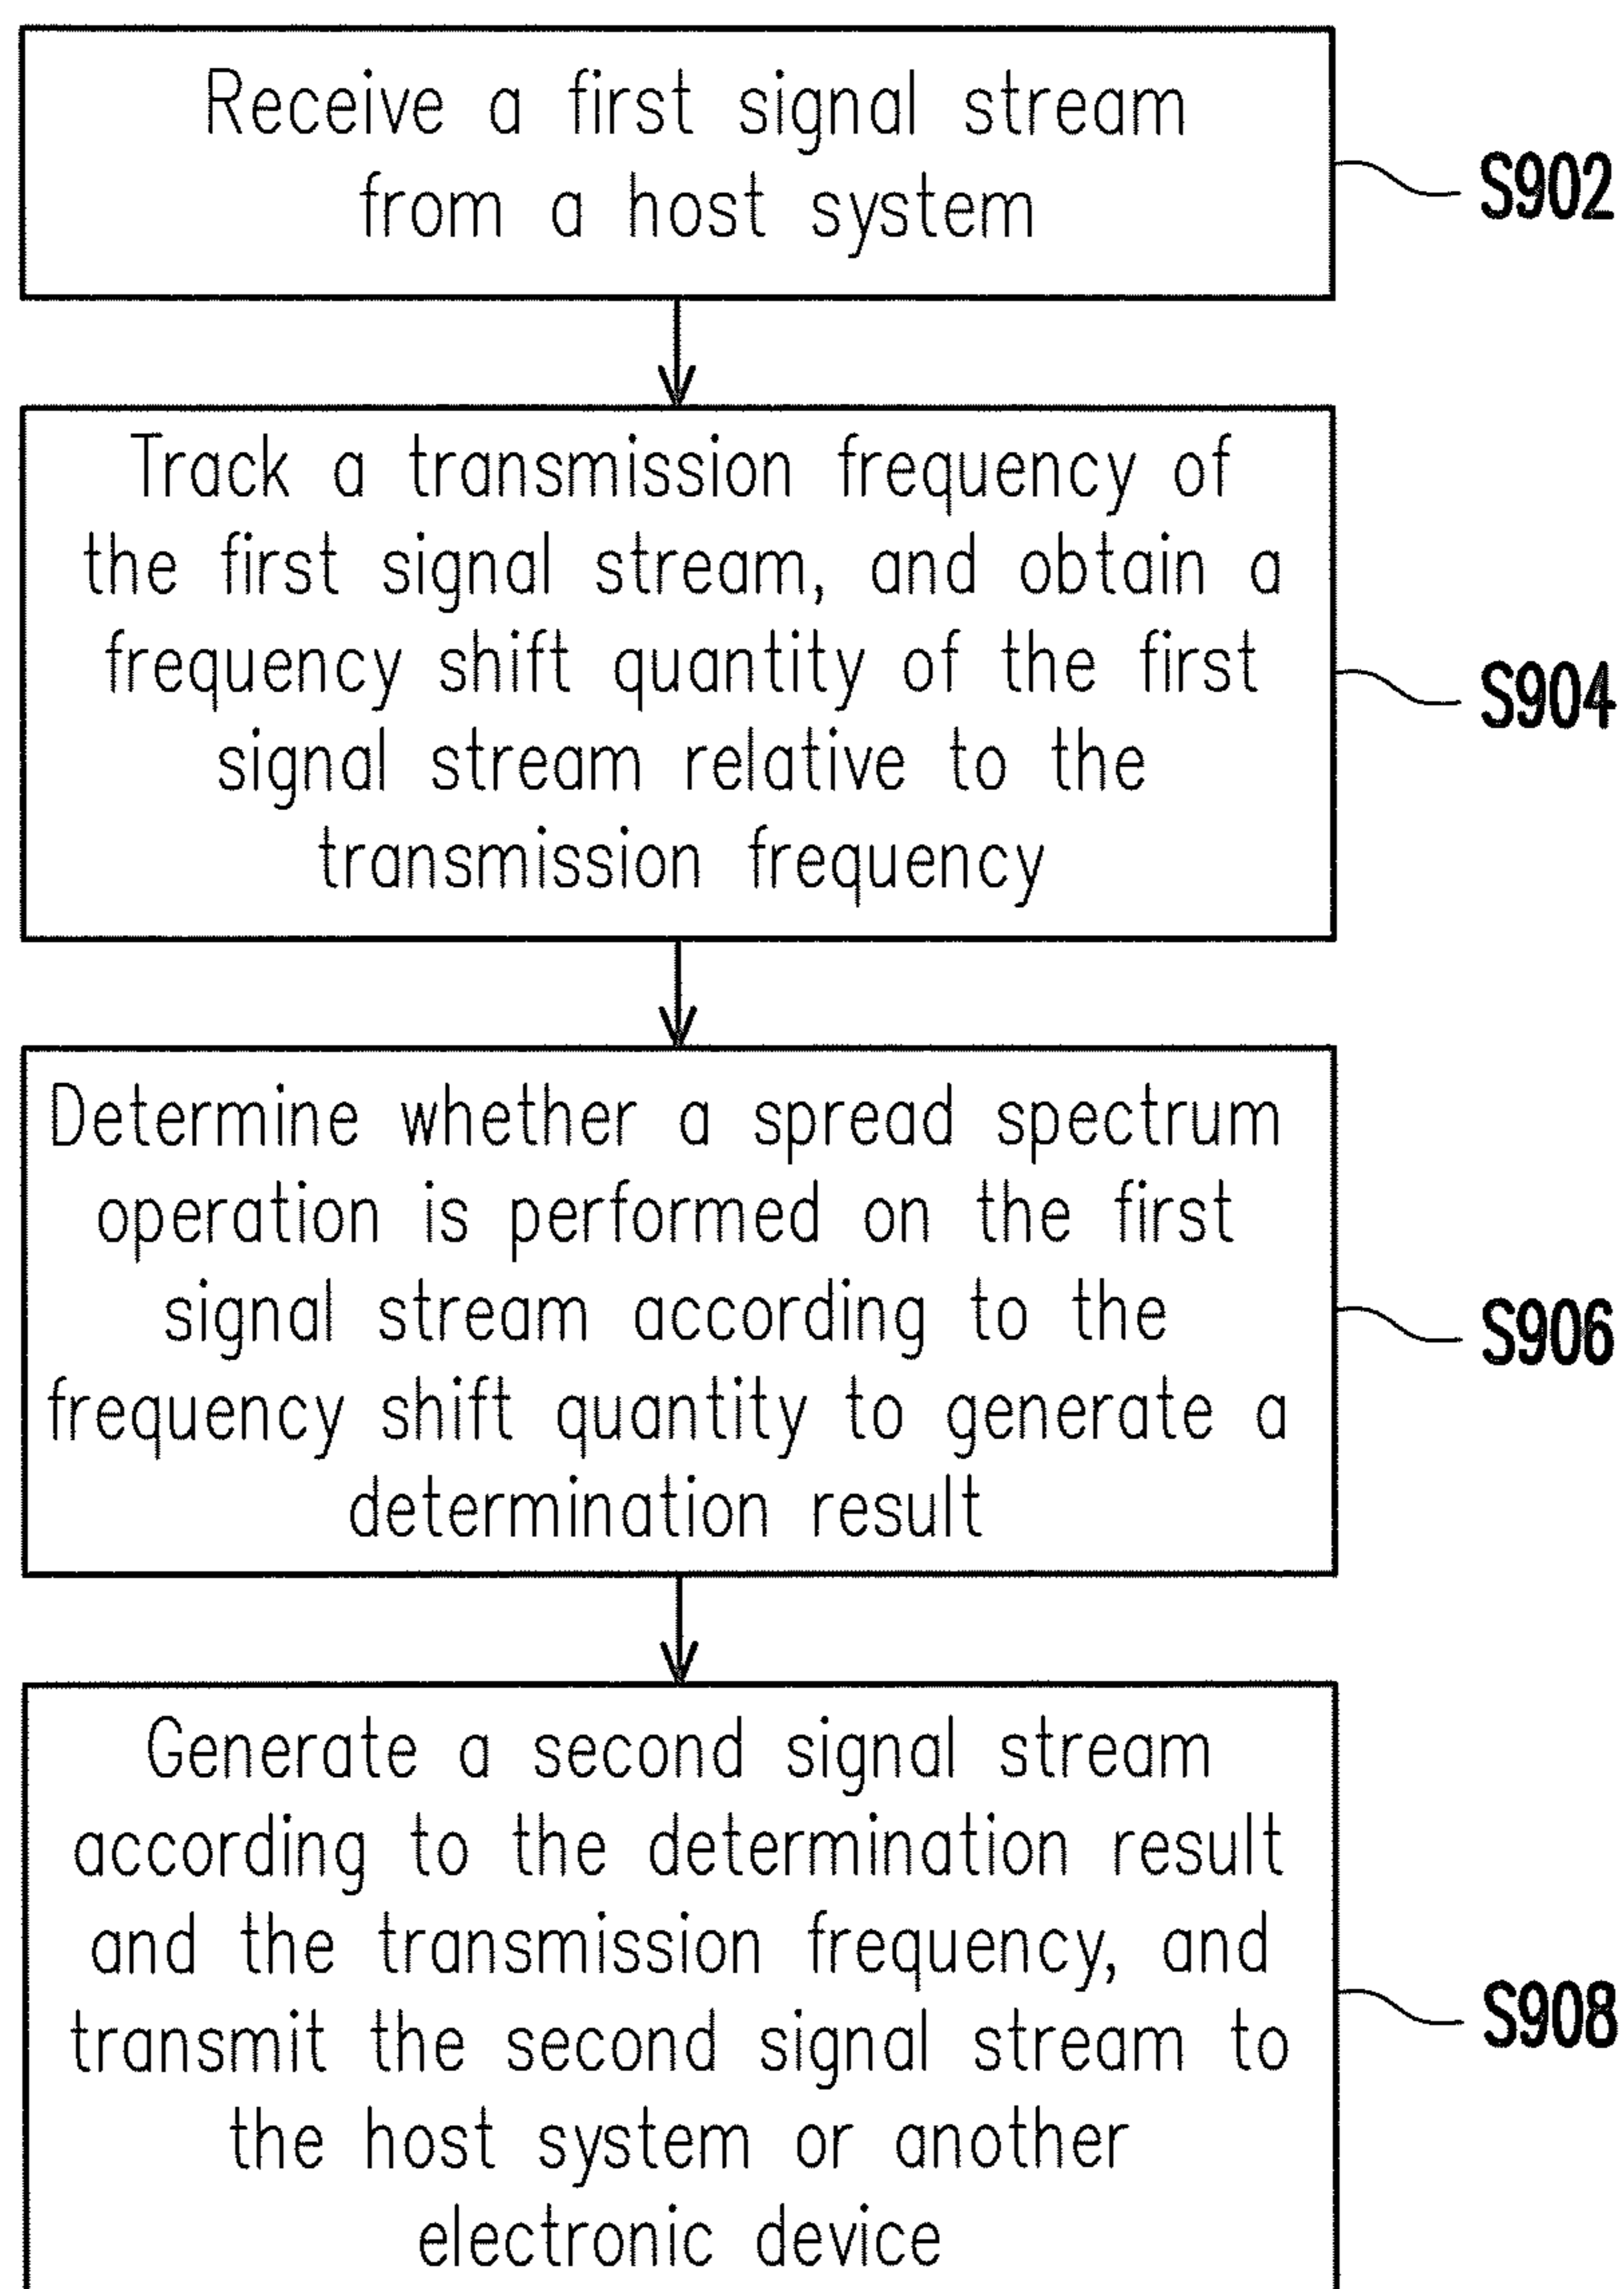 Receive a first signal stream
from a host system
S902
Track a transmission frequency of
the first signal stream, and obtain a
frequency shift quantity of the first
signal stream relative to the
transmission frequency
S904
Determine whether a spread spectrum
operation is performed on the first
signal stream according to the
frequency shift quantity to generate a
determination result
S906
Generate a second signal stream
according to the determination result
and the transmission frequency, and
transmit the second signal stream to
the host system or another
electronic device
S908